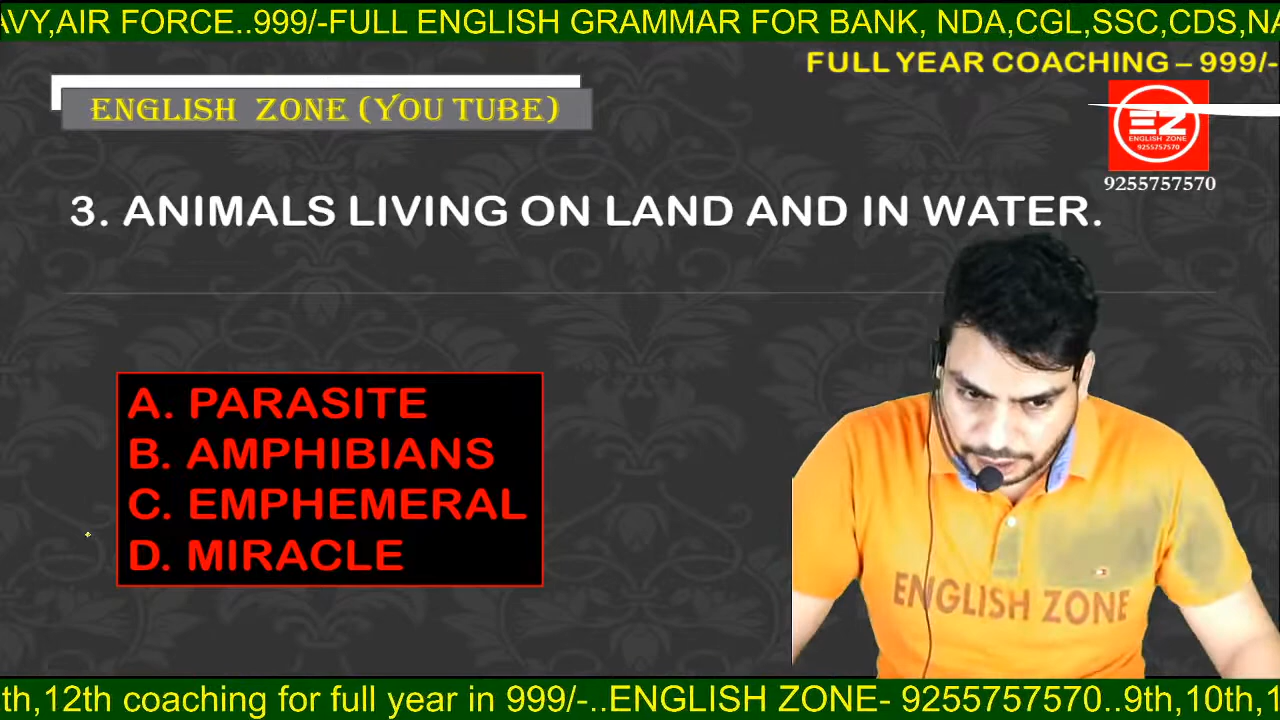 AVY,AIR FORCE..999/-FULL ENGLISH GRAMMAR FOR BANK, NDA,CGL,SSC,CDS,NA
FULL YEAR COACHING – 999/-
ENGLISH ZONE (YOU TUBE)
EZ
ENGLISH ZONE
9255757570
9255757570
3. ANIMALS LIVING ON LAND AND IN WATER.
A. PARASITE
B. AMPHIBIANS
C. EMPHEMERAL
D. MIRACLE
ENGLISH ZONE
th,12th coaching for full year in 999/-..ENGLISH ZONE- 9255757570..9th,10th,1